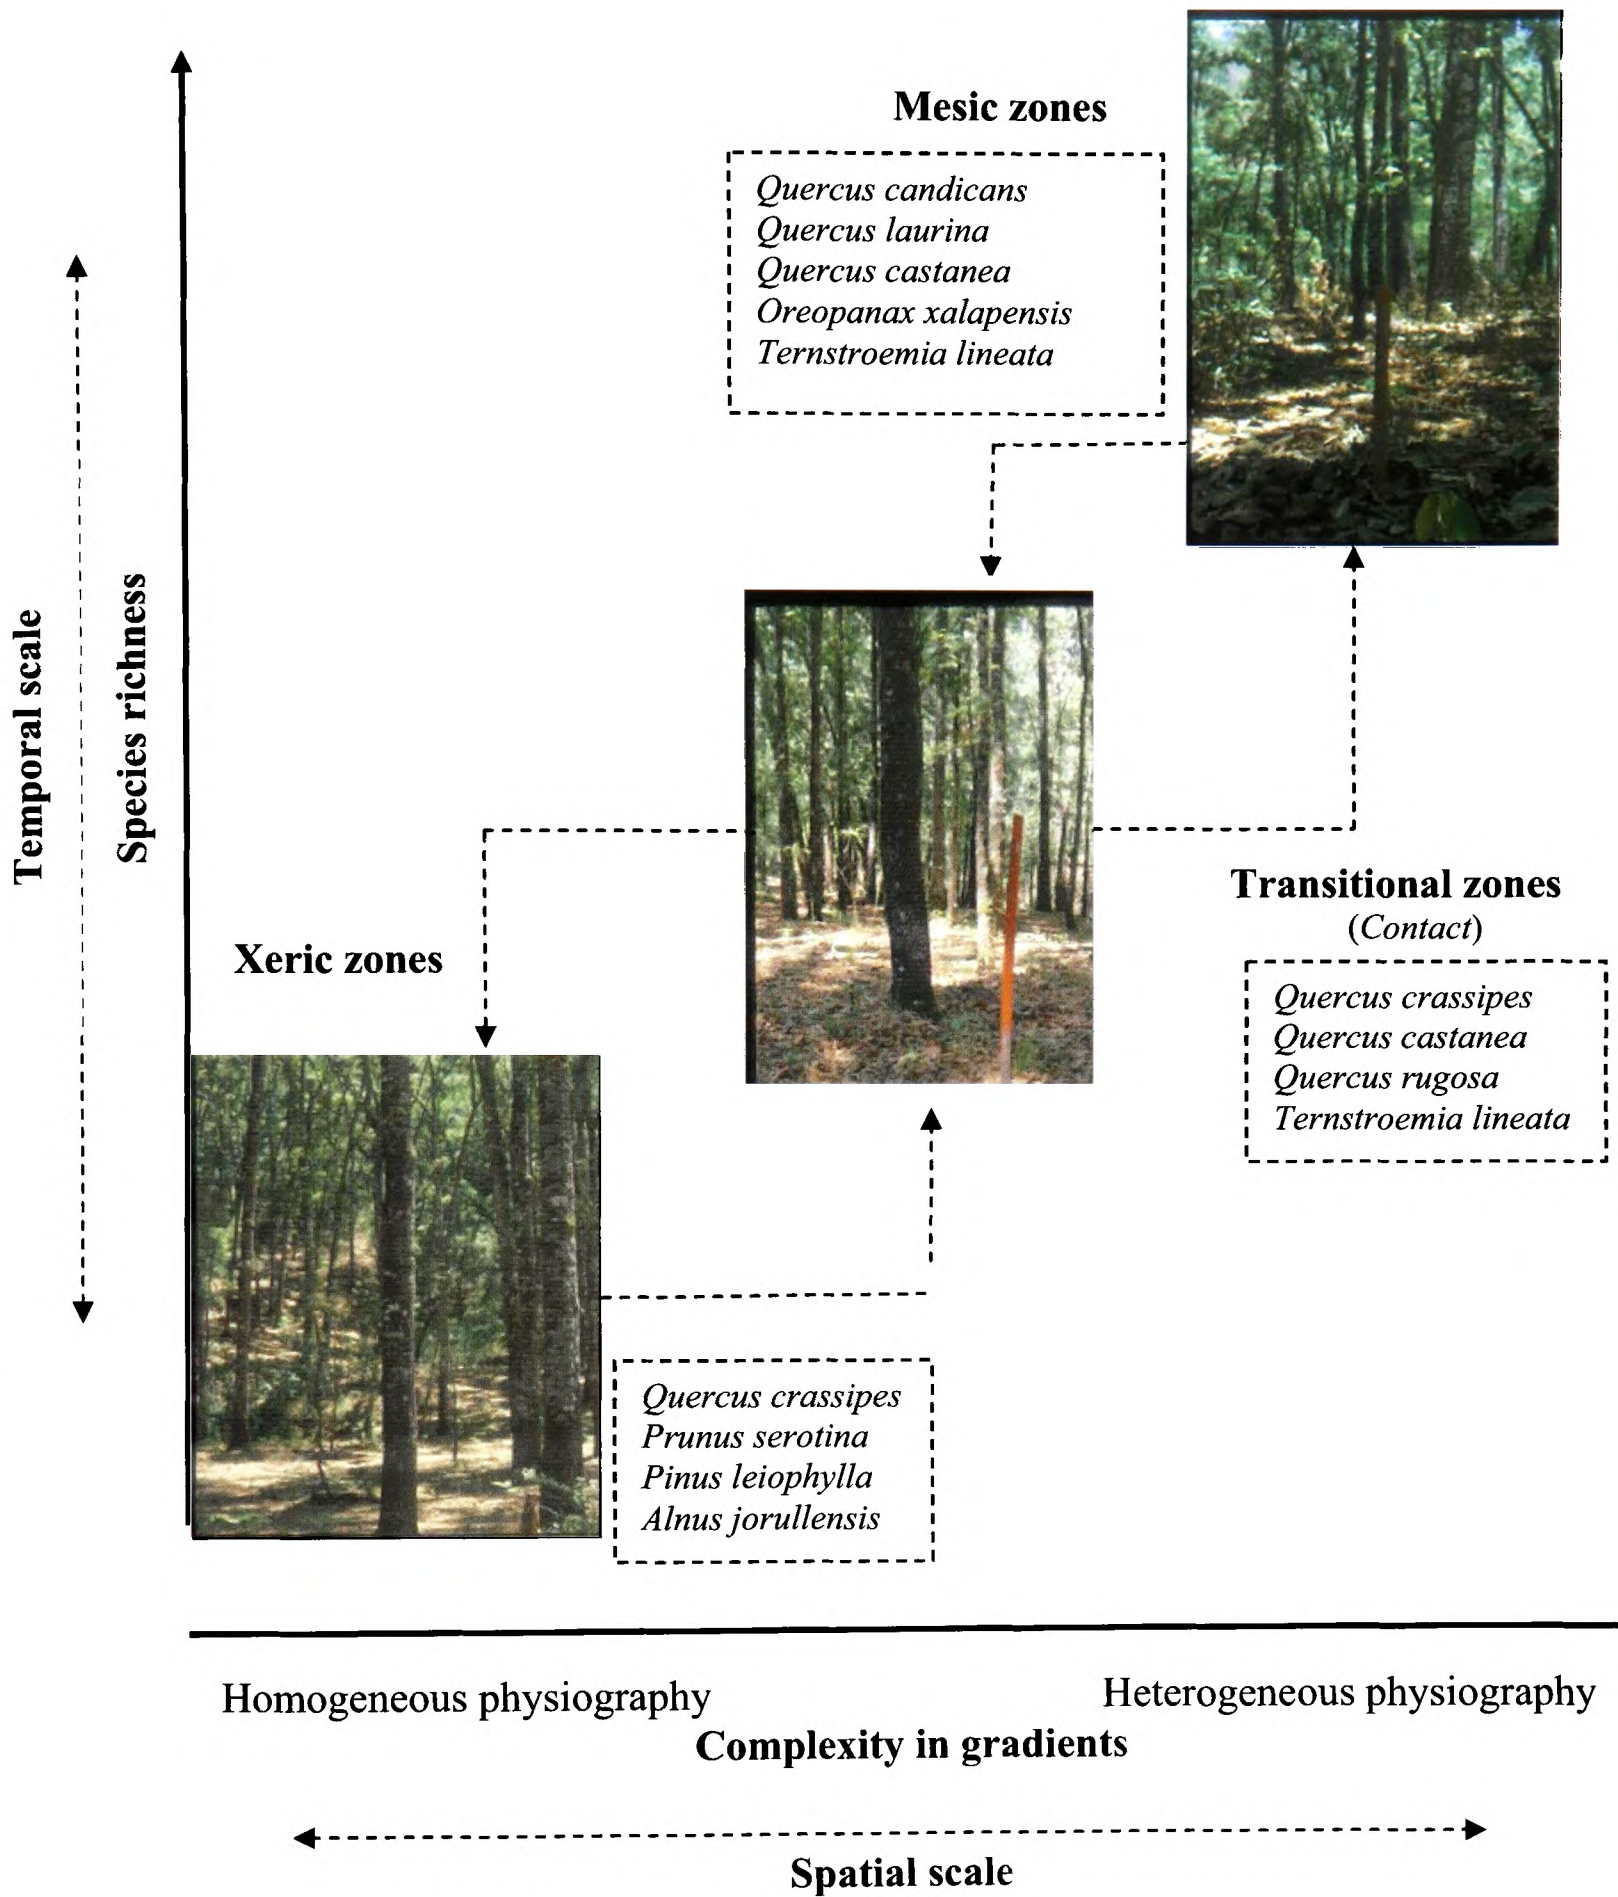 Mesic zones
Quercus candicans
Quercus laurina
Quercus castanea
Oreopanax xalapensis
Ternstroemia lineata
Temporal scale
Species richness
Transitional zones
(Contact)
Quercus crassipes
Quercus castanea
Quercus rugosa
Ternstroemia lineata
Xeric zones
Quercus crassipes
Prunus serotina
Pinus leiophylla
Alnus jorullensis
Homogeneous physiography
Heterogeneous physiography
Complexity in gradients
Spatial scale